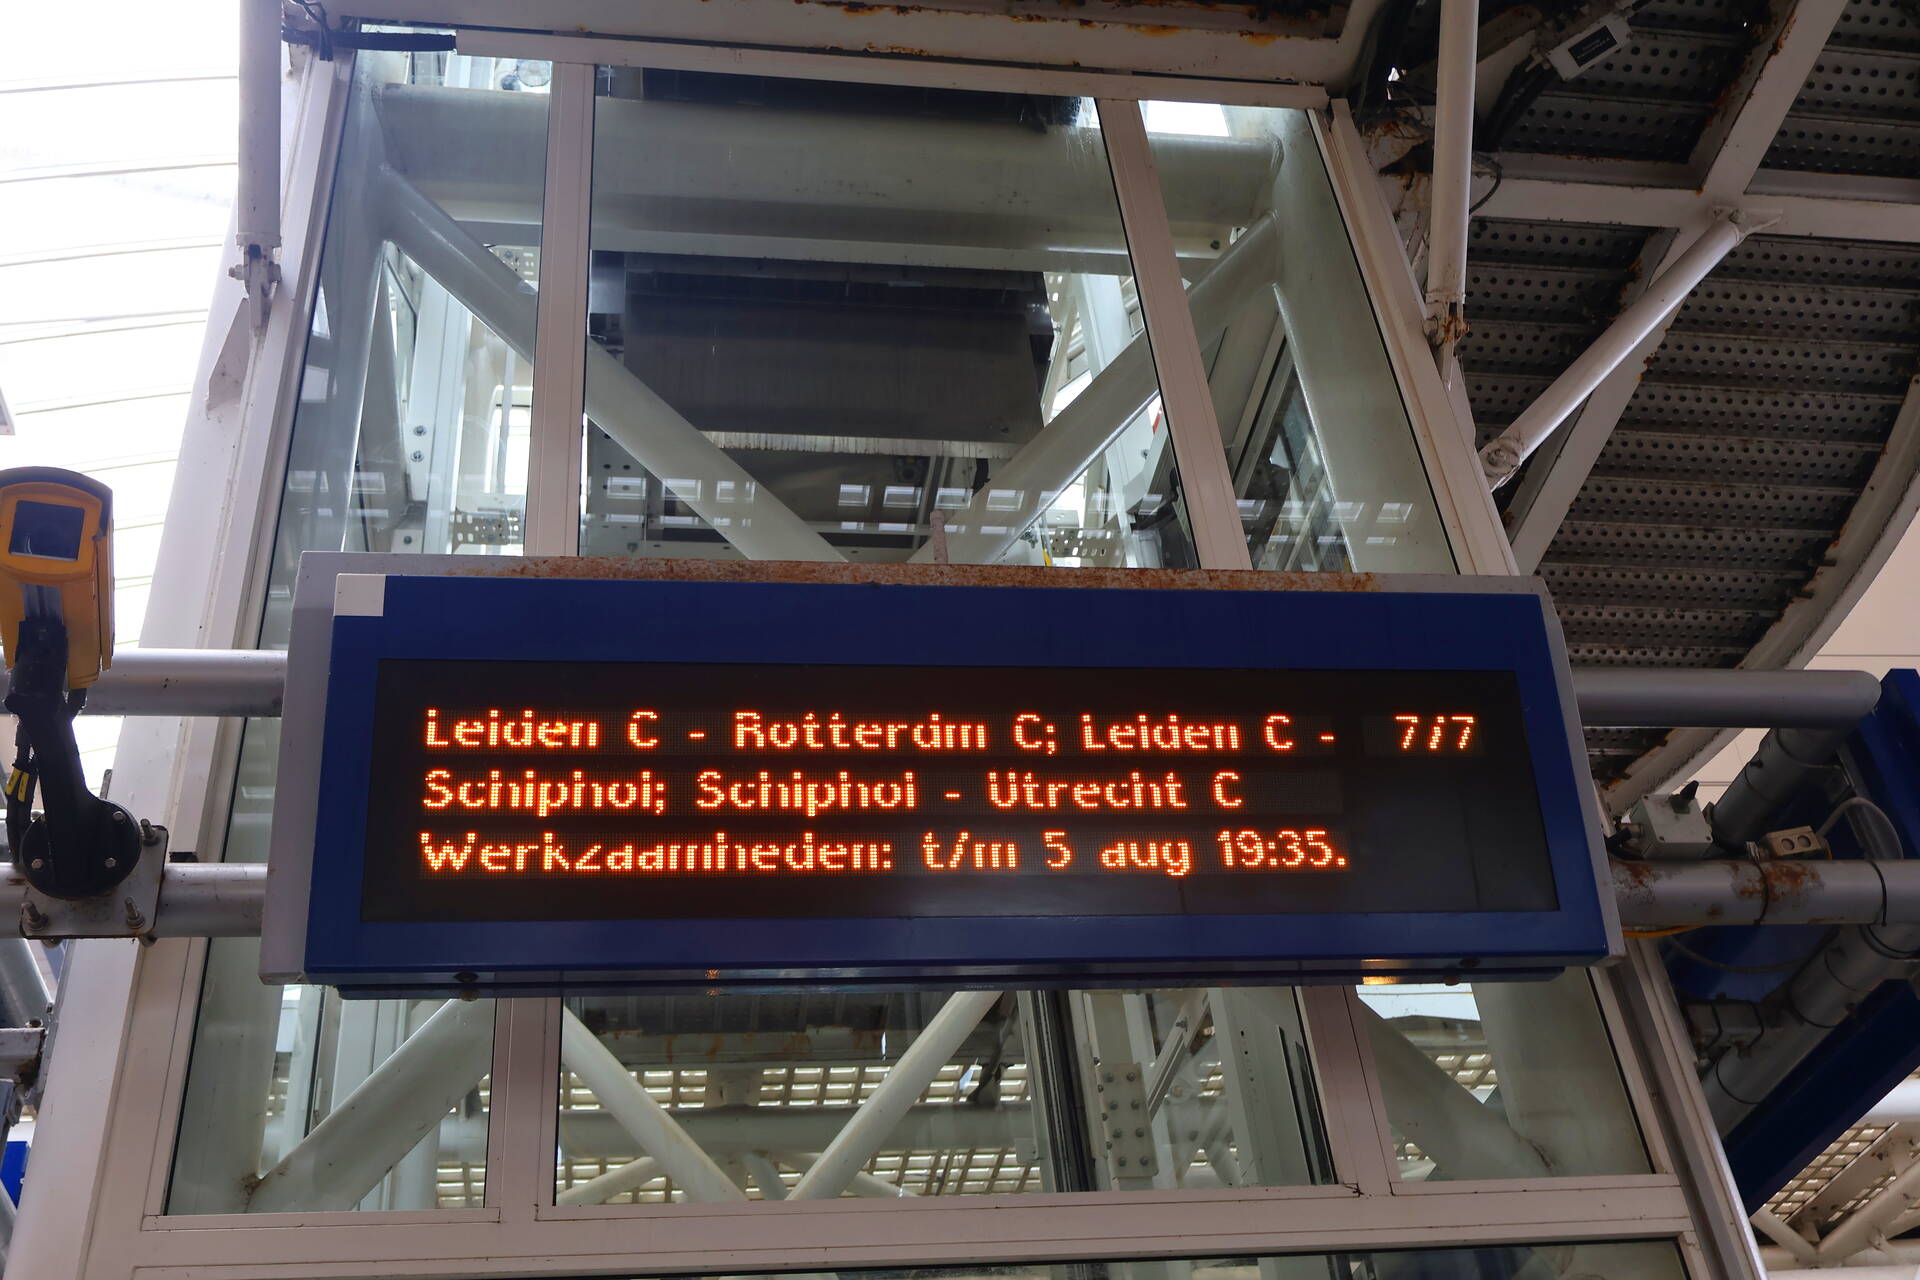 Leiden C - Rotterdm C; Leiden C - 7/7
Schiphol; Schiphol - Utrecht C
Werkzaamheden: t/m 5 aug 19:35.